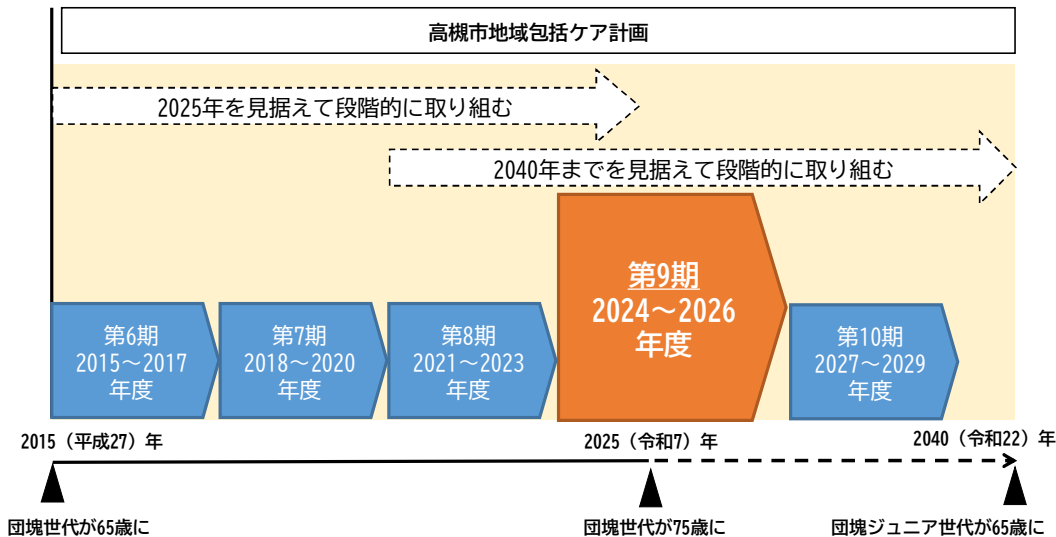 高槻市地域包括ケア計画
2025年を見据えて段階的に取り組む
2040年までを見据えて段階的に取り組む
第6期
2015～2017
年度
第7期
2018～2020
年度
第8期
2021～2023
年度
第9期
2024～2026
年度
第10期
2027～2029
年度
2015（平成27）年
2025（令和7）年
2040（令和22）年
団塊世代が65歳に
団塊世代が75歳に
団塊ジュニア世代が65歳に